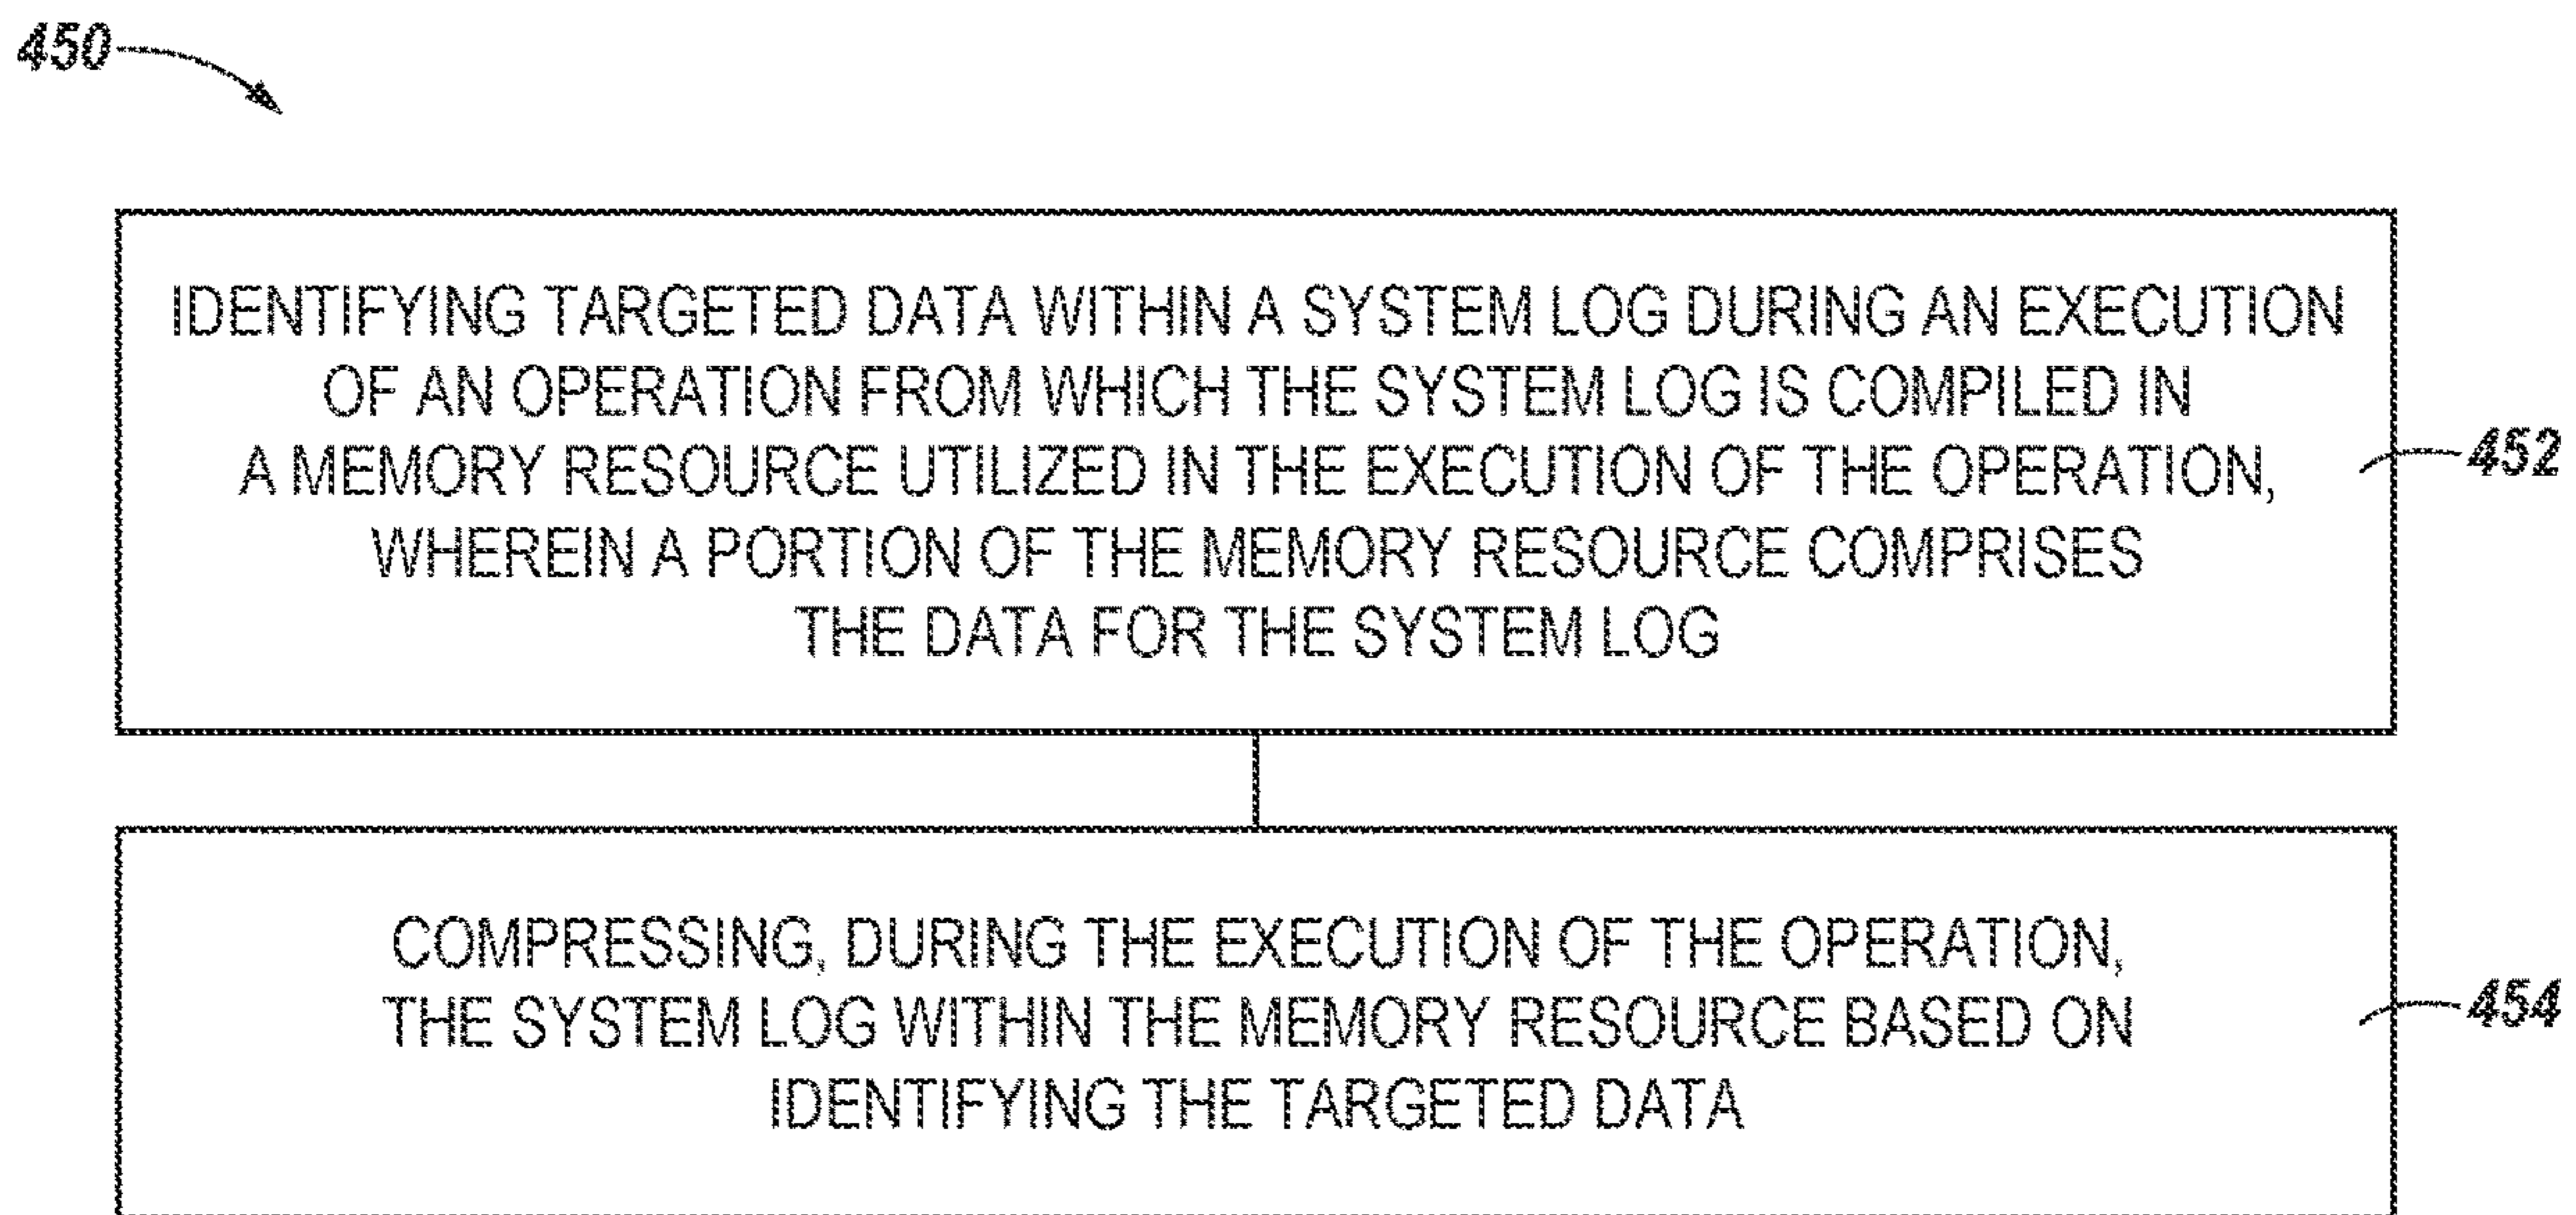 450
IDENTIFYING TARGETED DATA WITHIN A SYSTEM LOG DURING AN EXECUTION
OF AN OPERATION FROM WHICH THE SYSTEM LOG IS COMPILED IN
A MEMORY RESOURCE UTILIZED IN THE EXECUTION OF THE OPERATION,
WHEREIN A PORTION OF THE MEMORY RESOURCE COMPRISES
THE DATA FOR THE SYSTEM LOG
452
COMPRESSING, DURING THE EXECUTION OF THE OPERATION,
THE SYSTEM LOG WITHIN THE MEMORY RESOURCE BASED ON
IDENTIFYING THE TARGETED DATA
454